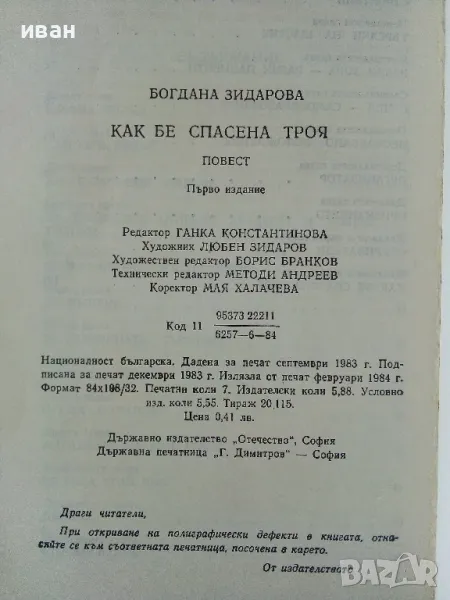 иван
БОГДАНА ЗИДАРОВА
КАК БЕ СПАСЕНА ТРОЯ
ПОВЕСТ
Първо издание
Редактор ГАНКА КОНСТАНТИНОВА
Художник ЛЮБЕН ЗИДАРОВ
Художествен редактор БОРИС БРАНКОВ
Технически редактор МЕТОДИ АНДРЕЕВ
Коректор МАЯ ХАЛАЧЕВА
95373 22211
Код 11
6257—6—84
Националност българска. Дадена за печат септември 1983 г. Под-
писана за печат декември 1983 г. Излязла от печат февруари 1984 г.
Формат 84х106/32. Печатни коли 7. Издателски коли 5,88. Условно
изд. коли 5,55. Тираж 20,115.
Цена 0,41 лв.
Държавно издателство „Отечество“, София
Държавна печатница „Г. Димитров“ — София
Драги читатели,
При откриване на полиграфически дефекти в книгата, отна-
сяйте се към съответната печатница, посочена в карето.
От издателството
bazar